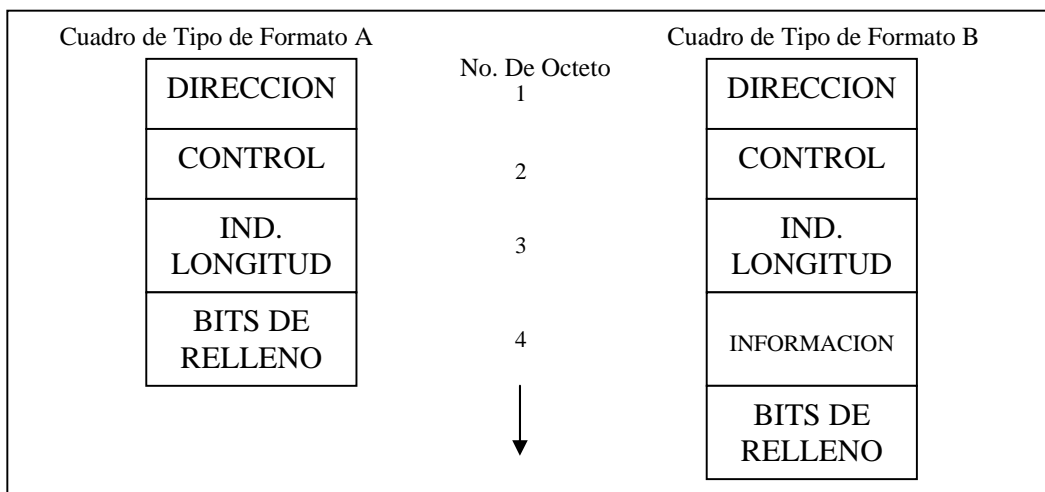 Cuadro de Tipo de Formato A
DIRECCION
CONTROL
IND.
LONGITUD
BITS DE
RELLENO
No. De Octeto
1
2
3
4
Cuadro de Tipo de Formato B
DIRECCION
CONTROL
IND.
LONGITUD
INFORMACION
BITS DE
RELLENO